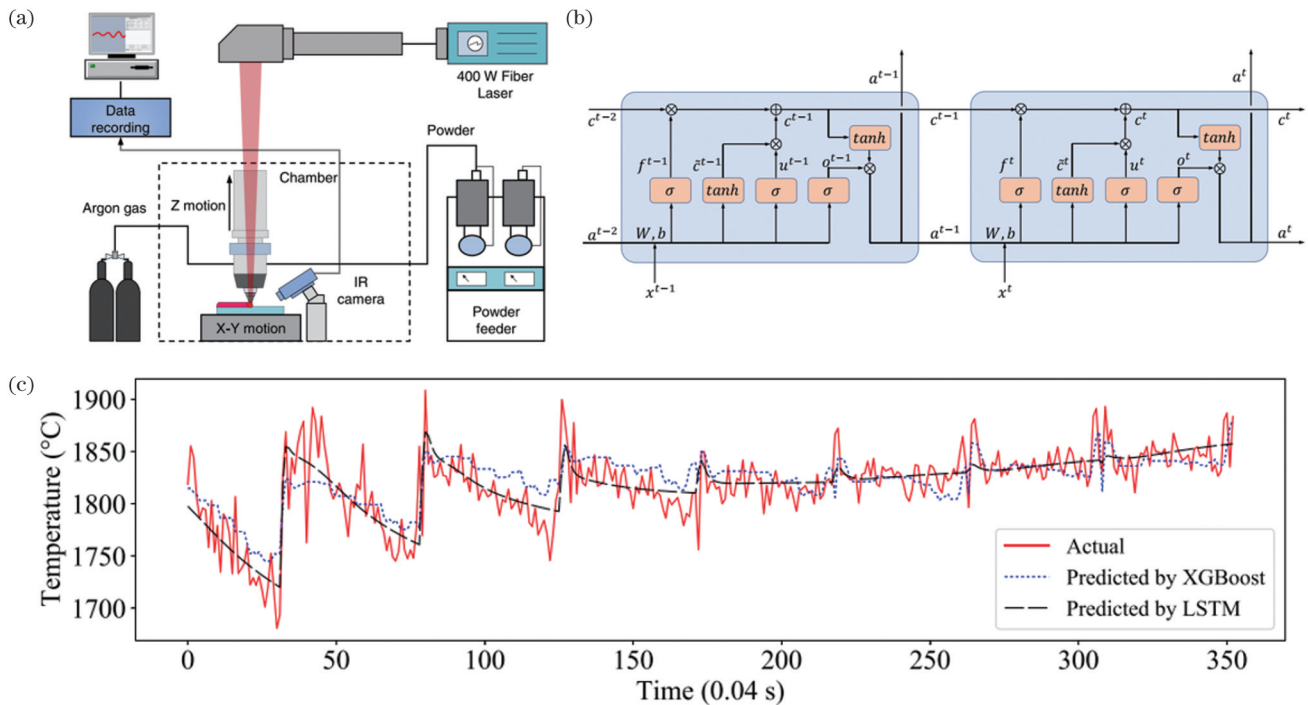 (a)
400 W Fiber
Laser
Data
recording
Powder
Chamber
Z motion
Argon gas
IR
camera
X-Y motion
Powder
feeder
(b)
a^{t-1}
a^t
c^{t-2}
c^{t-1}
c^{t-1}
c^t
c^t
tanh
tanh
f^{t-1}
c̃^{t-1}
u^{t-1}
o^{t-1}
f^t
c̃^t
u^t
o^t
σ
tanh
σ
σ
σ
tanh
σ
σ
a^{t-2}
W, b
a^{t-1}
W, b
a^t
x^{t-1}
x^t
(c)
Temperature (°C)
1900
1850
1800
1750
1700
Actual
Predicted by XGBoost
Predicted by LSTM
0 50 100 150 200 250 300 350
Time (0.04 s)